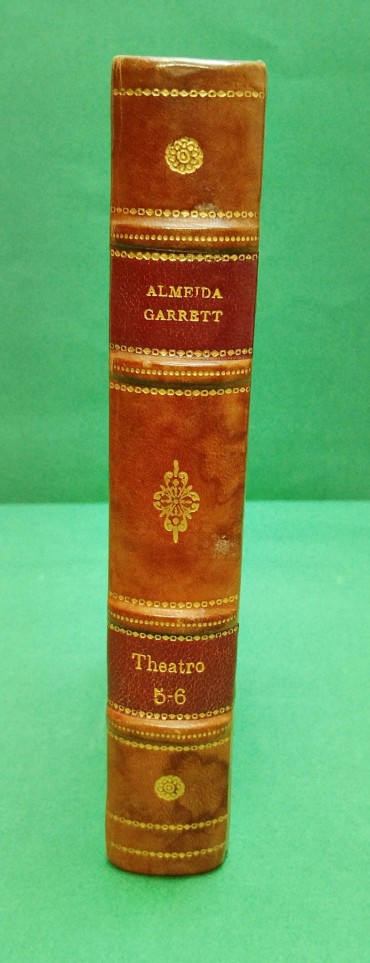 ALMEIDA
GARRETT
Theatro
5-6